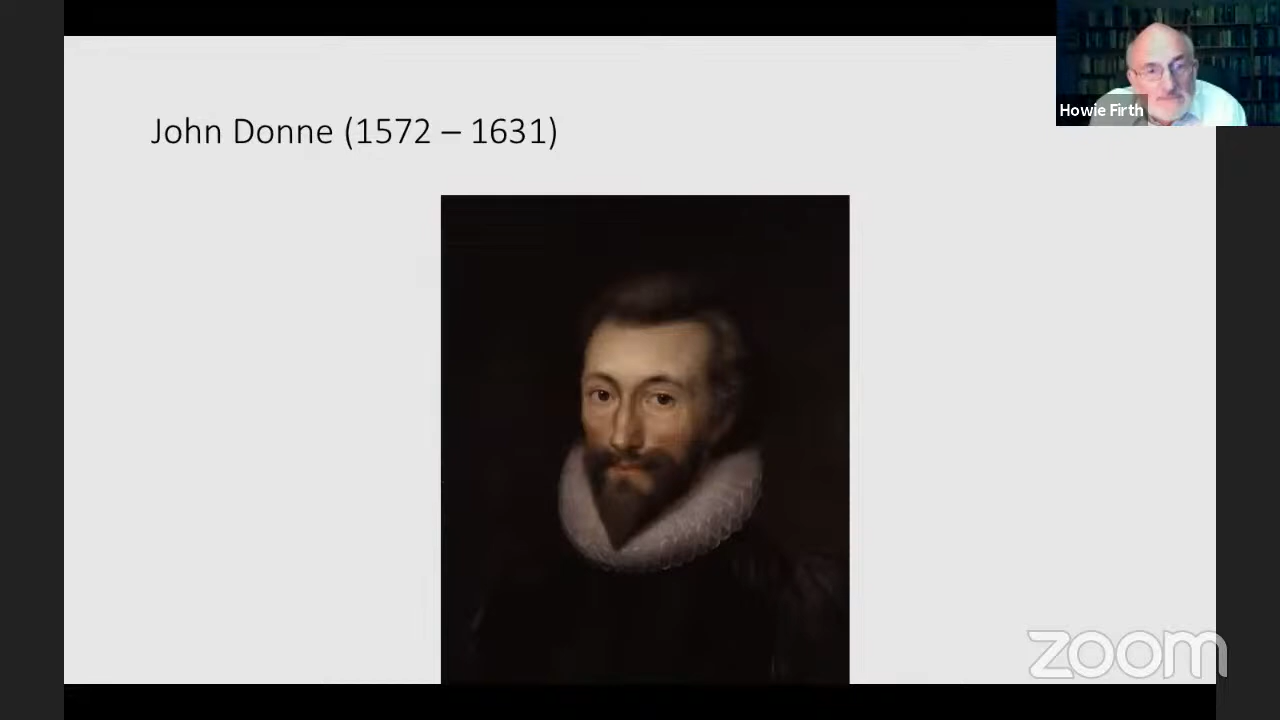 John Donne (1572 – 1631)
Howie Firth
zoom